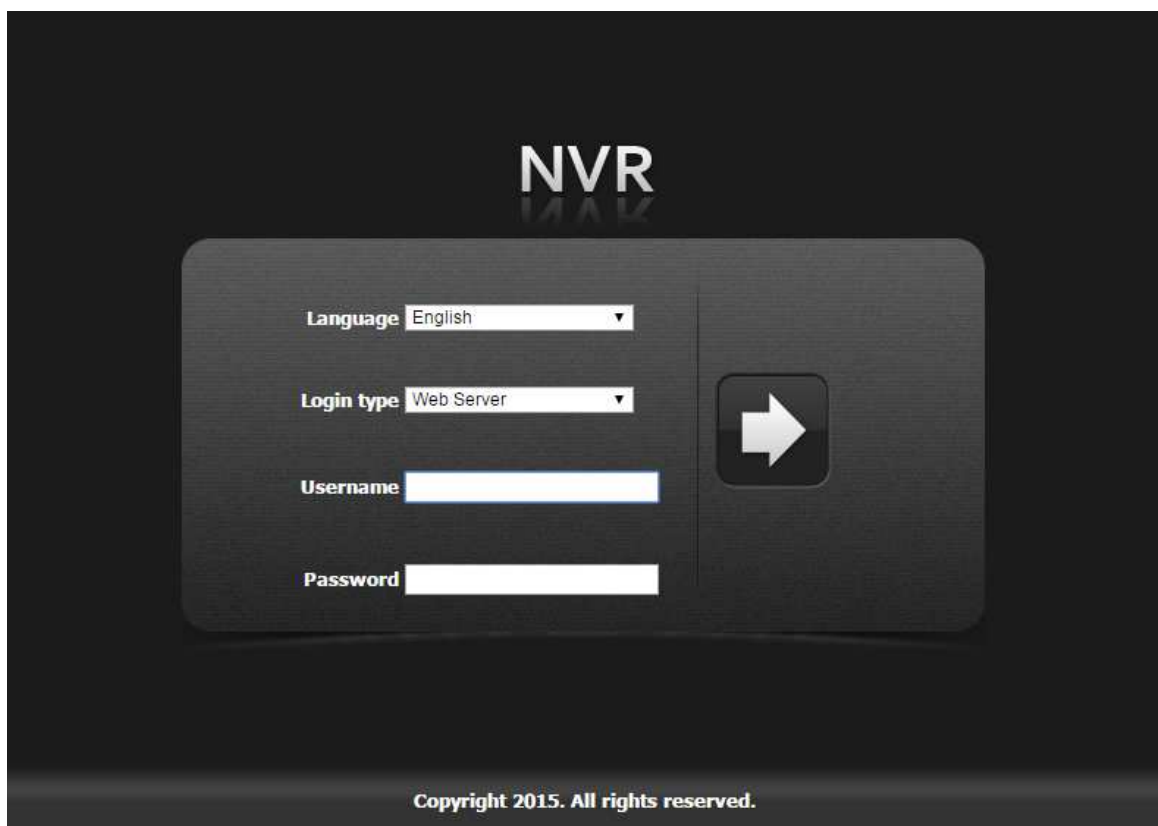 NVR
Language English
Login type Web Server
Username
Password
Copyright 2015. All rights reserved.